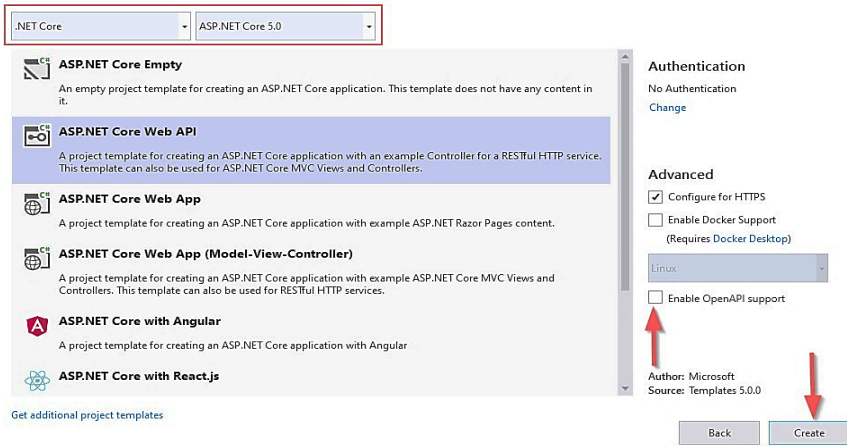 .NET Core
ASP.NET Core 5.0
C#
ASP.NET Core Empty
An empty project template for creating an ASP.NET Core application. This template does not have any content in
it.
C#
ASP.NET Core Web API
A project template for creating an ASP.NET Core application with an example Controller for a RESTful HTTP service.
This template can also be used for ASP.NET Core MVC Views and Controllers.
C#
ASP.NET Core Web App
A project template for creating an ASP.NET Core application with example ASP.NET Razor Pages content.
C#
ASP.NET Core Web App (Model-View-Controller)
A project template for creating an ASP.NET Core application with example ASP.NET Core MVC Views and
Controllers. This template can also be used for RESTful HTTP services.
A
ASP.NET Core with Angular
A project template for creating an ASP.NET Core application with Angular
ASP.NET Core with React.js
Get additional project templates
Authentication
No Authentication
Change
Advanced
Configure for HTTPS
Enable Docker Support
(Requires Docker Desktop)
Linux
Enable OpenAPI support
Author: Microsoft
Source: Templates 5.0.0
Back
Create